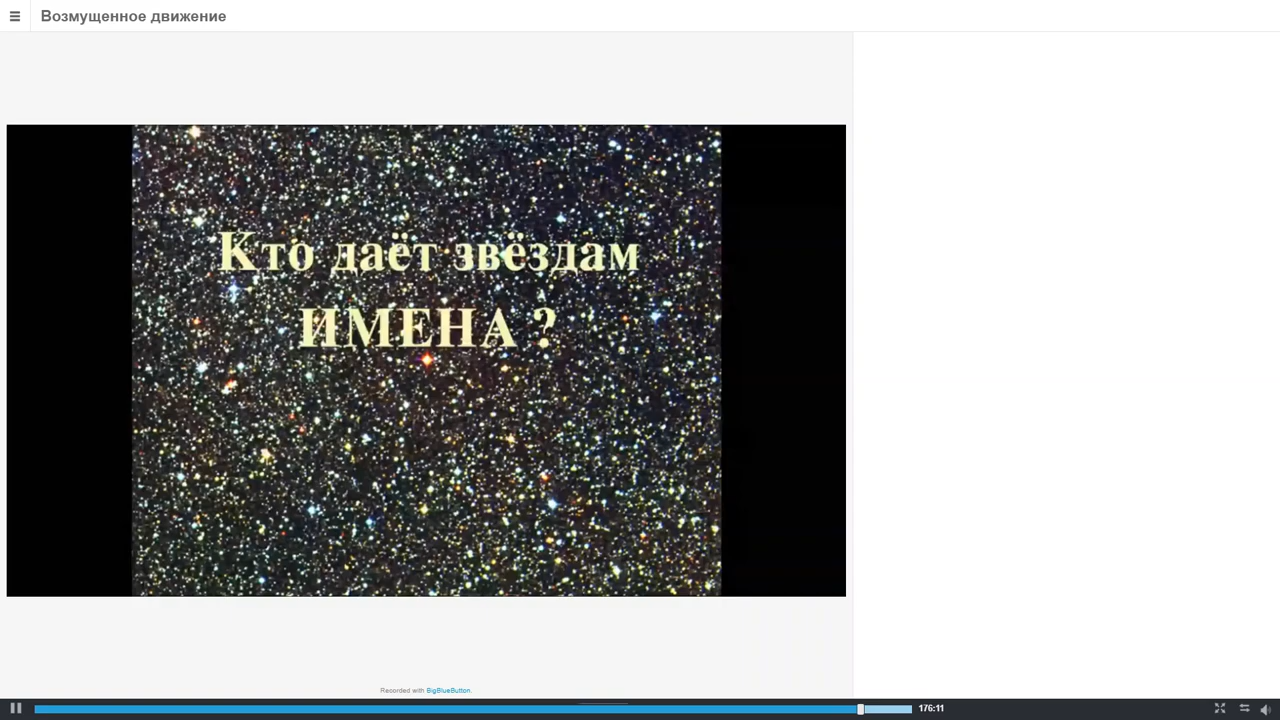 Возмущенное движение
Кто даёт звёздам
ИМЕНА ?
Recorded with BigBlueButton.
176:11